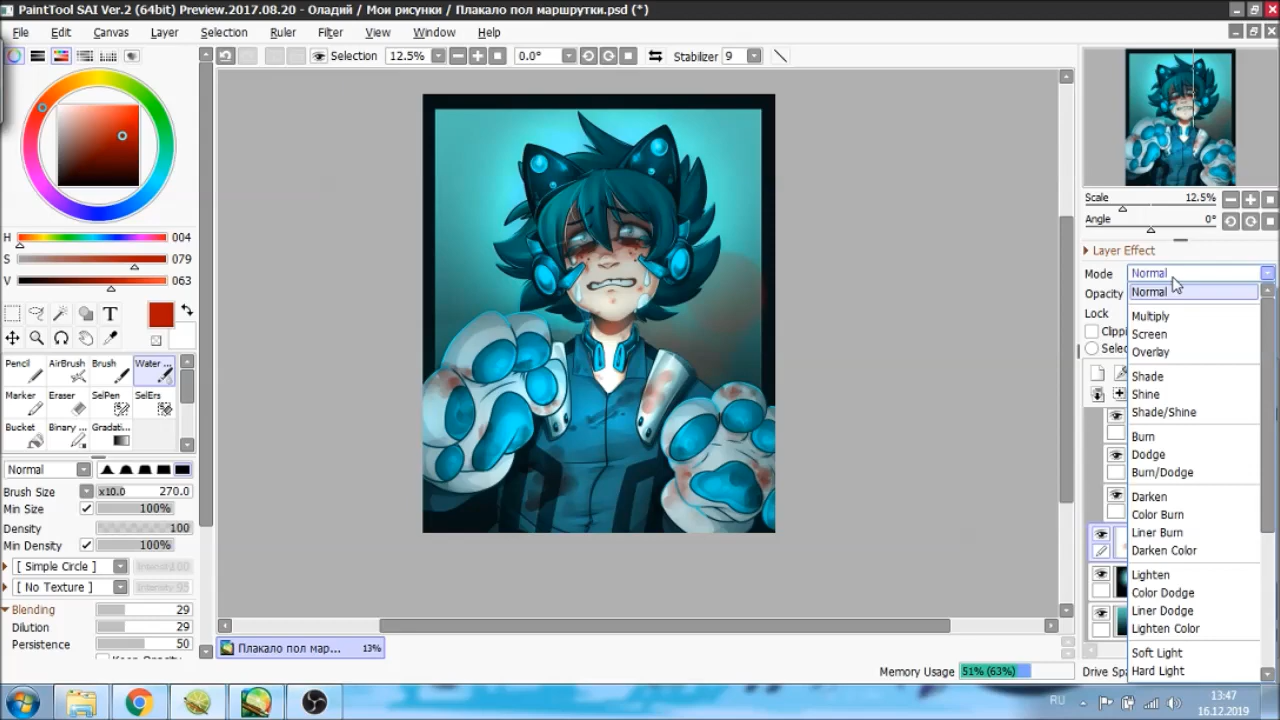 PaintTool SAI Ver.2 (64bit) Preview.2017.08.20 - Оладий / Мои рисунки / Плакало пол маршрутки.psd (*)
File Edit Canvas Layer Selection Ruler Filter View Window Help
Selection 12.5% 0.0° Stabilizer 9
H 004
S 079
V 063
T
Pencil AirBrush Brush Water ...
Marker Eraser SelPen SelErs
Bucket Binary ... Gradati...
Normal
Brush Size x10.0 270.0
Min Size 100%
Density 100
Min Density 100%
[ Simple Circle ]
[ No Texture ]
Blending 29
Dilution 29
Persistence 50
Scale 12.5%
Angle 0°
Layer Effect
Mode Normal
Opacity
Lock
Normal
Multiply
Screen
Overlay
Shade
Shine
Shade/Shine
Burn
Dodge
Burn/Dodge
Darken
Color Burn
Liner Burn
Darken Color
Lighten
Color Dodge
Liner Dodge
Lighten Color
Soft Light
Hard Light
Плакало пол мар... 13%
Memory Usage 51% (63%) Drive Spa
RU 13:47
16.12.2019